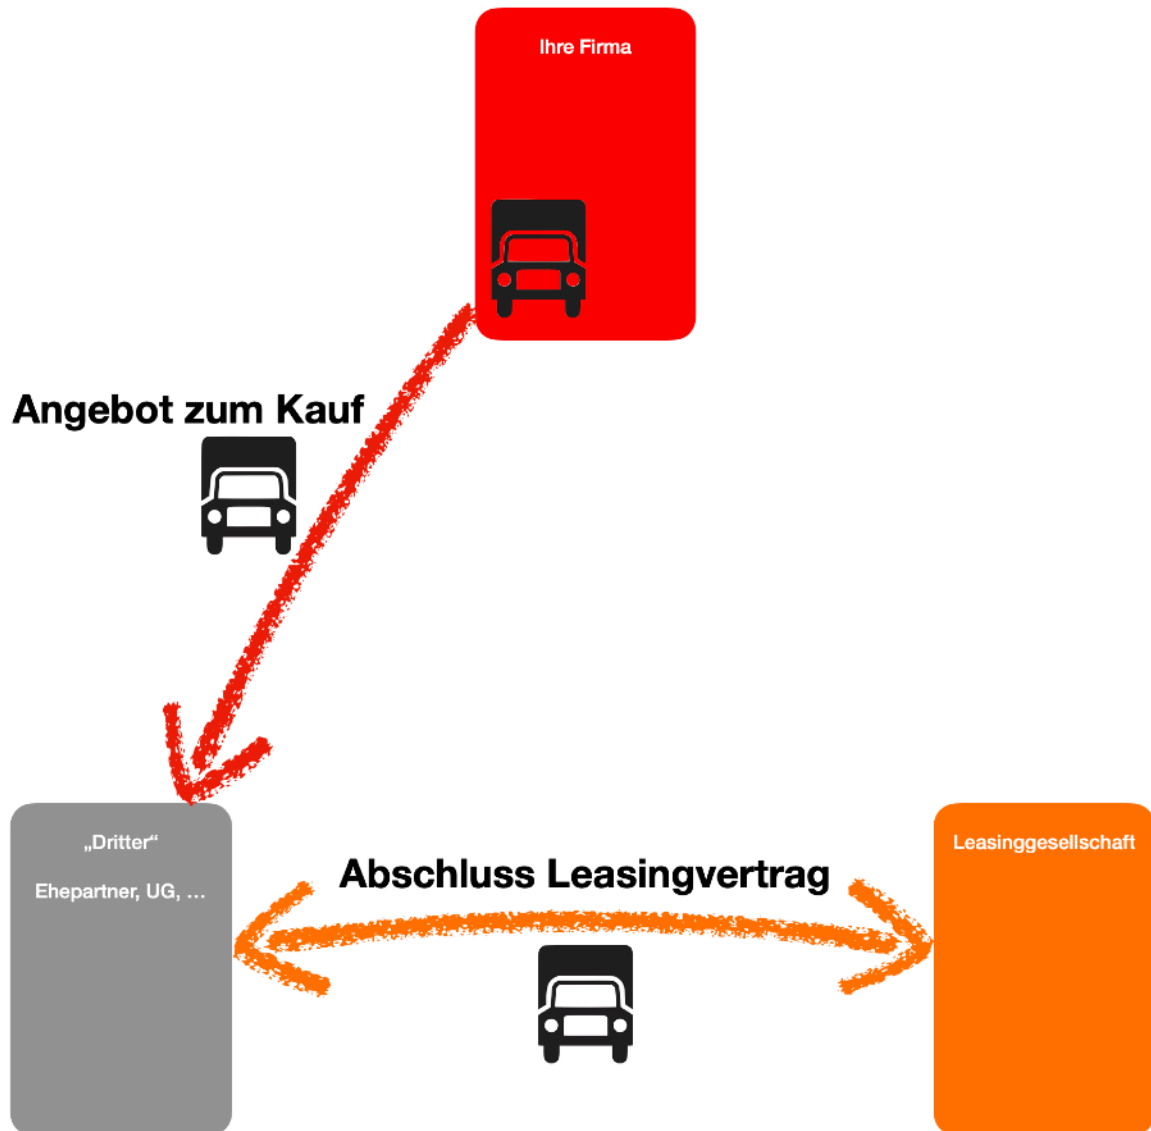 Ihre Firma
Angebot zum Kauf
„Dritter“
Ehepartner, UG, ...
Abschluss Leasingvertrag
Leasinggesellschaft